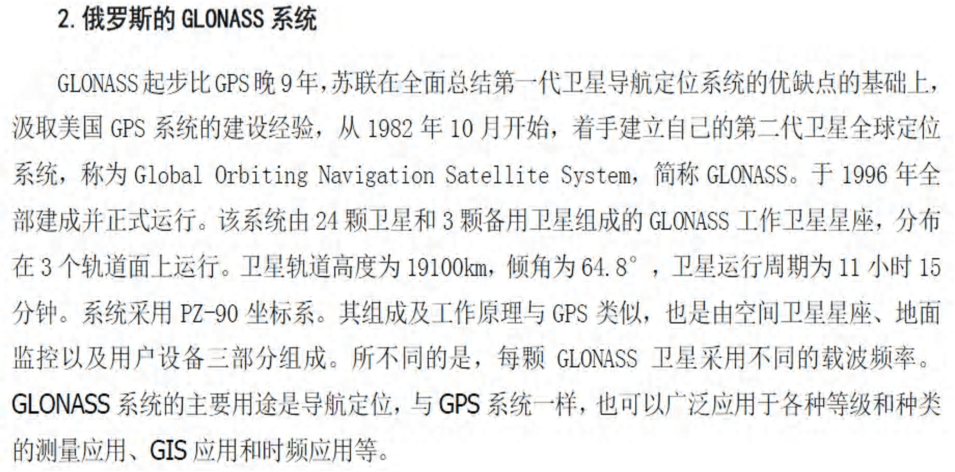 2. 俄罗斯的 GLONASS 系统
GLONASS 起步比 GPS 晚 9 年，苏联在全面总结第一代卫星导航定位系统的优缺点的基础上，
汲取美国 GPS 系统的建设经验，从 1982 年 10 月开始，着手建立自己的第二代卫星全球定位
系统，称为 Global Orbiting Navigation Satellite System，简称 GLONASS。于 1996 年全
部建成并正式运行。该系统由 24 颗卫星和 3 颗备用卫星组成的 GLONASS 工作卫星星座，分布
在 3 个轨道面上运行。卫星轨道高度为 19100km，倾角为 64.8°，卫星运行周期为 11 小时 15
分钟。系统采用 PZ-90 坐标系。其组成及工作原理与 GPS 类似，也是由空间卫星星座、地面
监控以及用户设备三部分组成。所不同的是，每颗 GLONASS 卫星采用不同的载波频率。
GLONASS 系统的主要用途是导航定位，与 GPS 系统一样，也可以广泛应用于各种等级和种类
的测量应用、GIS 应用和时频应用等。